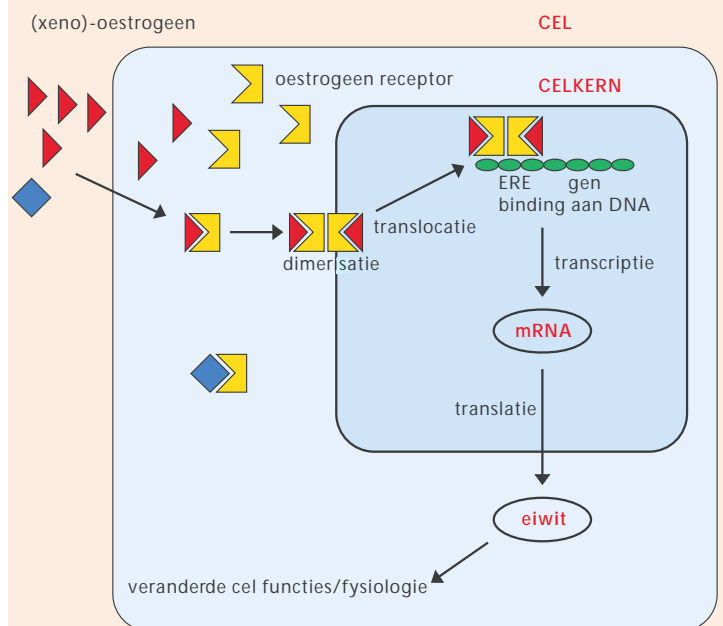 (xeno)-oestrogeen
CEL
oestrogeen receptor
CELKERN
ERE gen
binding aan DNA
translocatie
dimerisatie
transcriptie
mRNA
translatie
eiwit
veranderde cel functies/fysiologie